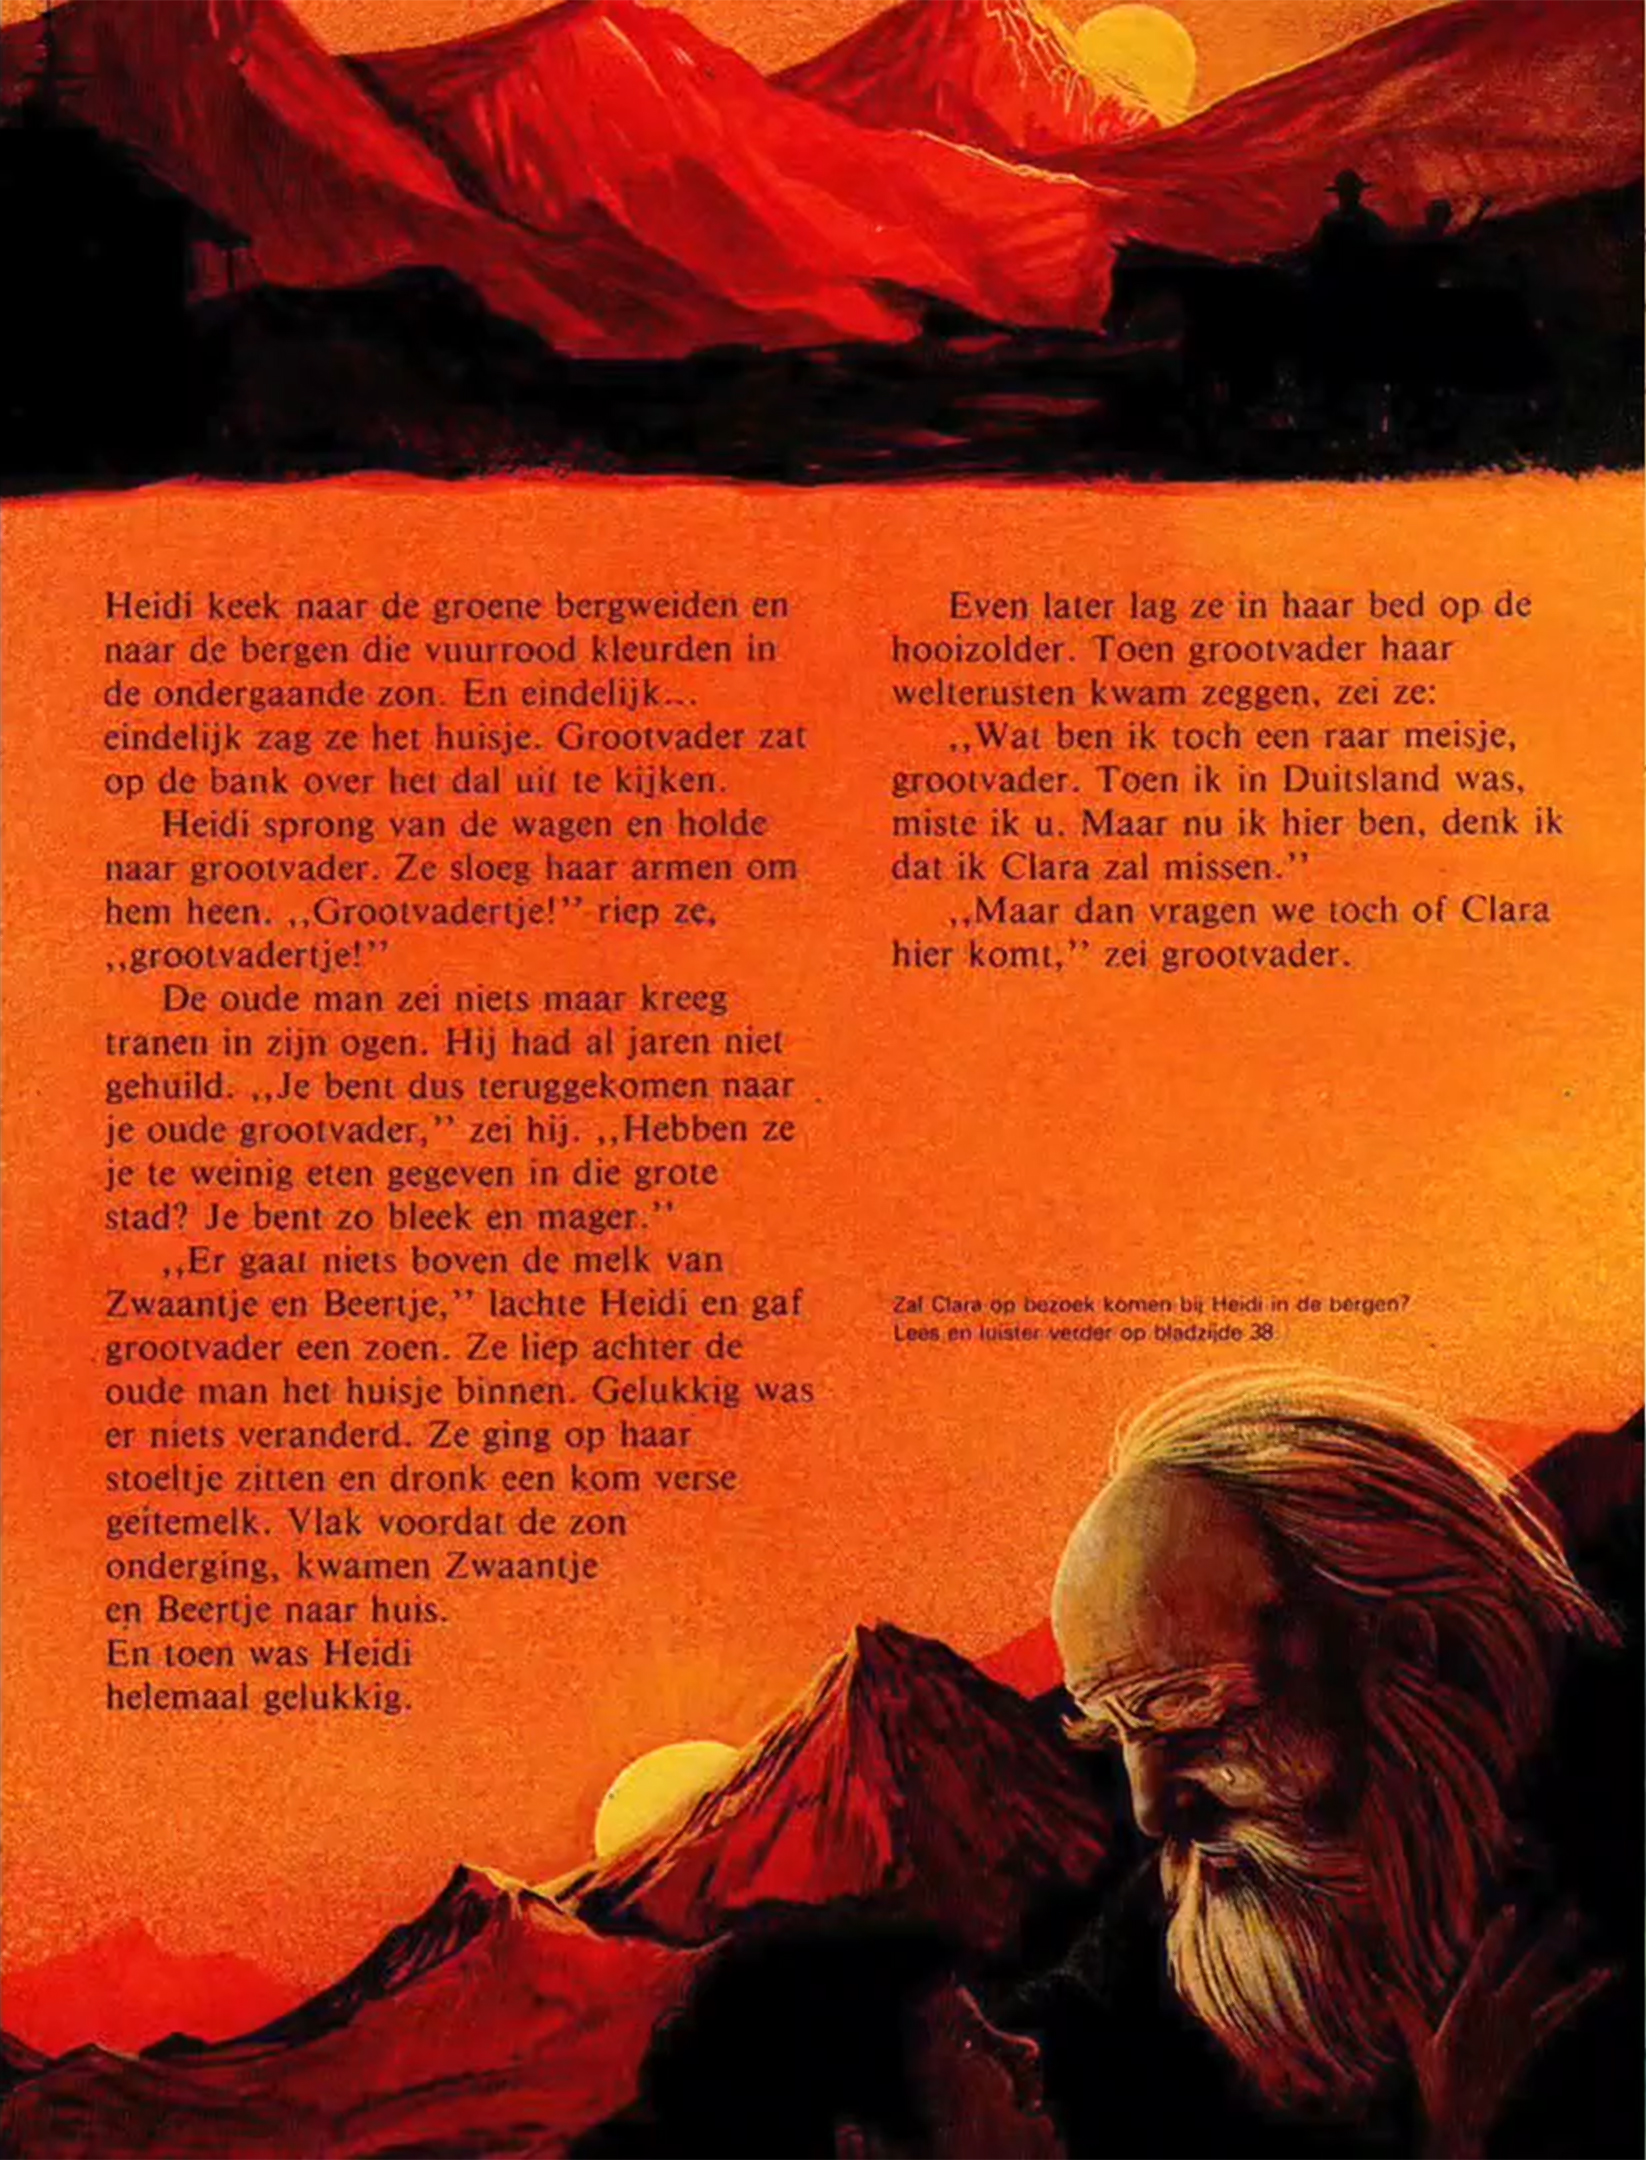 Heidi keek naar de groene bergweiden en
naar de bergen die vuurrood kleurden in
de ondergaande zon. En eindelijk...
eindelijk zag ze het huisje. Grootvader zat
op de bank over het dal uit te kijken.
Heidi sprong van de wagen en holde
naar grootvader. Ze sloeg haar armen om
hem heen. ,,Grootvadertje!’’ riep ze,
,,grootvadertje!’’
De oude man zei niets maar kreeg
tranen in zijn ogen. Hij had al jaren niet
gehuild. ,,Je bent dus teruggekomen naar
je oude grootvader,’’ zei hij. ,,Hebben ze
je te weinig eten gegeven in die grote
stad? Je bent zo bleek en mager.’’
,,Er gaat niets boven de melk van
Zwaantje en Beertje,’’ lachte Heidi en gaf
grootvader een zoen. Ze liep achter de
oude man het huisje binnen. Gelukkig was
er niets veranderd. Ze ging op haar
stoeltje zitten en dronk een kom verse
geitemelk. Vlak voordat de zon
onderging, kwamen Zwaantje
en Beertje naar huis.
En toen was Heidi
helemaal gelukkig.
Even later lag ze in haar bed op de
hooizolder. Toen grootvader haar
welterusten kwam zeggen, zei ze:
,,Wat ben ik toch een raar meisje,
grootvader. Toen ik in Duitsland was,
miste ik u. Maar nu ik hier ben, denk ik
dat ik Clara zal missen.’’
,,Maar dan vragen we toch of Clara
hier komt,’’ zei grootvader.
Zal Clara op bezoek komen bij Heidi in de bergen?
Lees en luister verder op bladzijde 38.